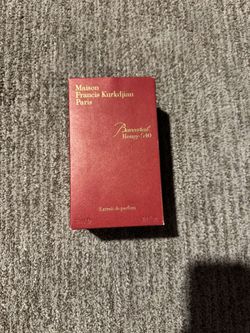 Maison
Francis Kurkdjian
Paris
Baccarat
Rouge 540
Extrait de parfum